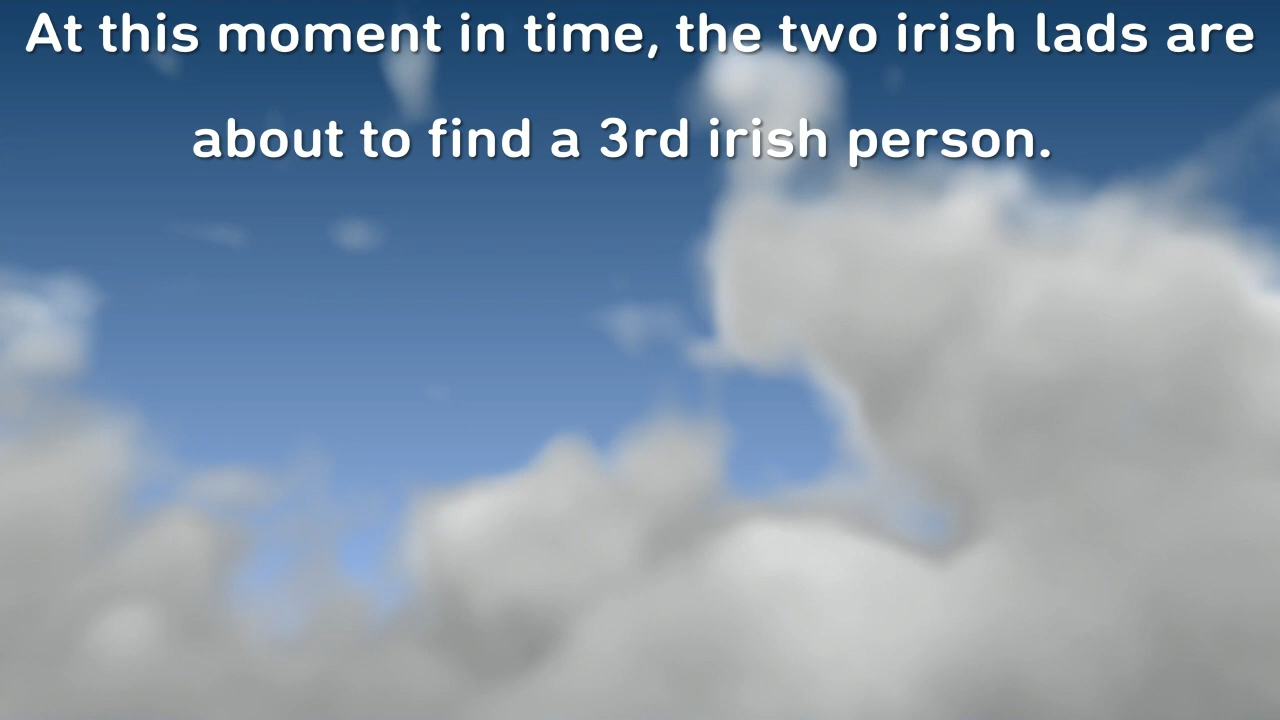 At this moment in time, the two irish lads are
about to find a 3rd irish person.